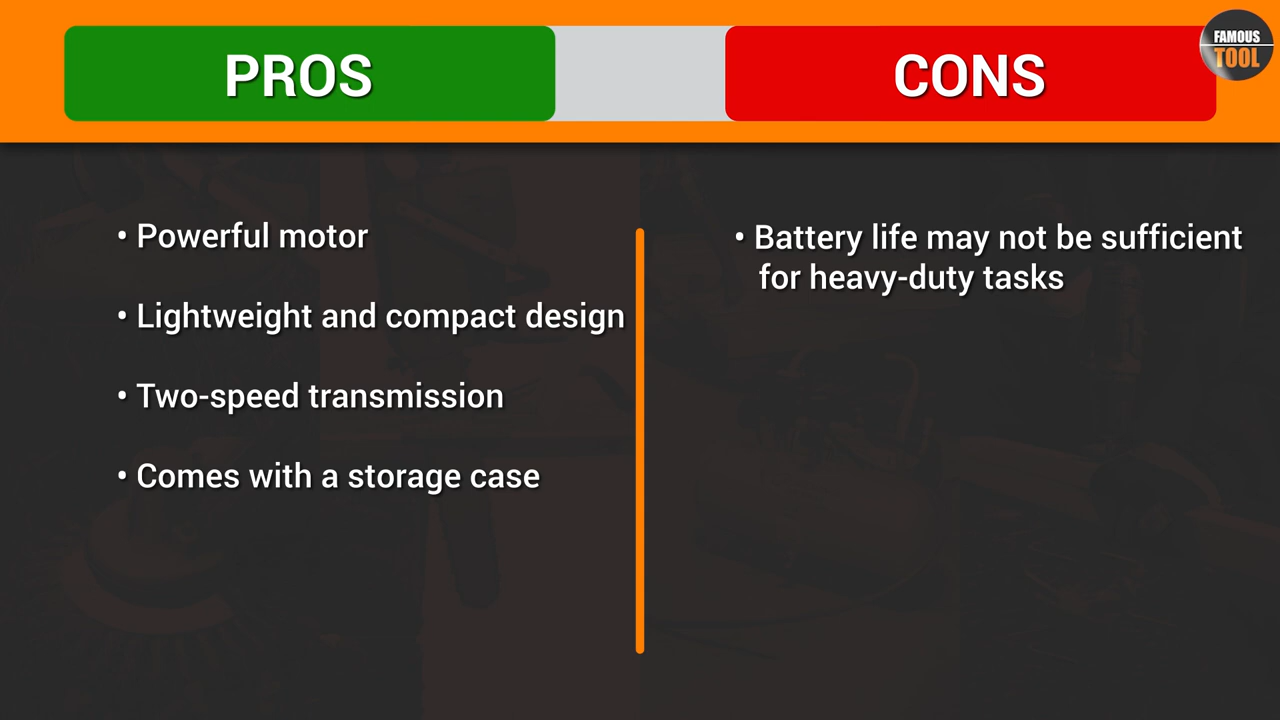 PROS
CONS
FAMOUS
TOOL
• Powerful motor
• Lightweight and compact design
• Two-speed transmission
• Comes with a storage case
• Battery life may not be sufficient
for heavy-duty tasks